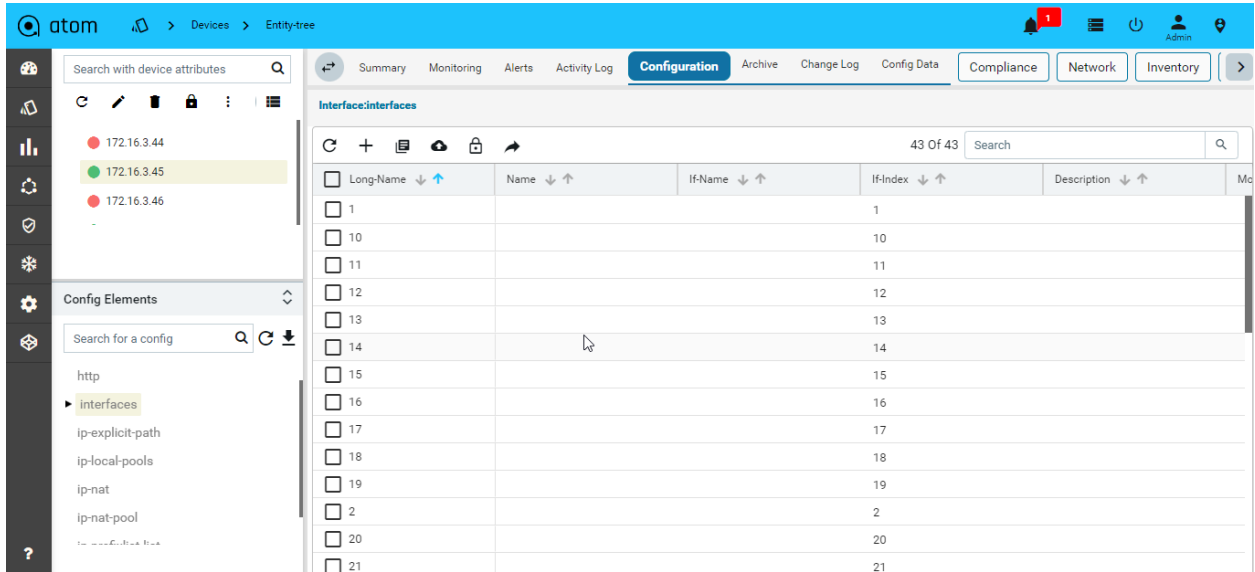 atom
> Devices > Entity-tree
1
Admin
Search with device attributes
172.16.3.44
172.16.3.45
172.16.3.46
Config Elements
Search for a config
http
interfaces
ip-explicit-path
ip-local-pools
ip-nat
ip-nat-pool
?
Summary Monitoring Alerts Activity Log Configuration Archive Change Log Config Data Compliance Network Inventory
Interface:interfaces
43 Of 43 Search
Long-Name Name If-Name If-Index Description Mo
1 1
10 10
11 11
12 12
13 13
14 14
15 15
16 16
17 17
18 18
19 19
2 2
20 20
21 21